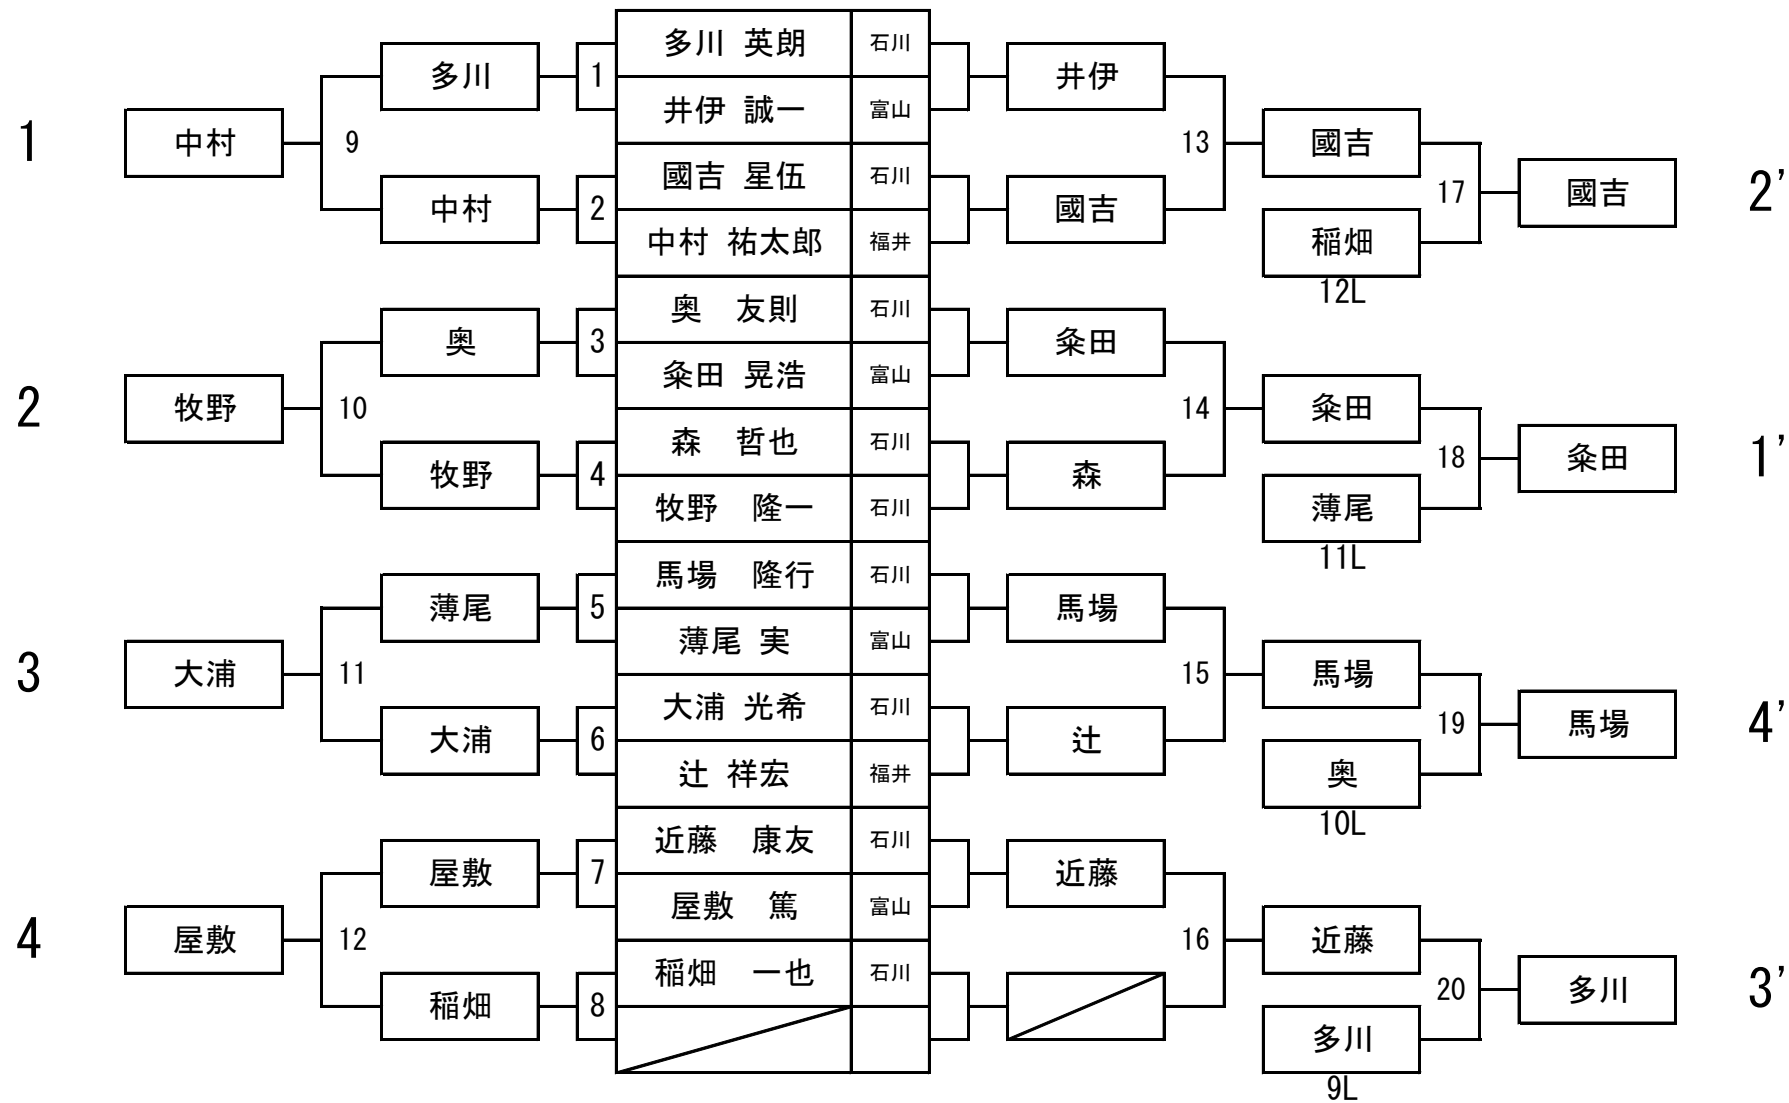 多川 英朗 石川
多川 1 井伊
1 中村 9 井伊 誠一 富山 13 國吉
國吉 星伍 石川
中村 2 國吉 17 國吉 2'
中村 祐太郎 福井 稲畑
12L
奥 友則 石川
奥 3 粂田
粂田 晃浩 富山
2 牧野 10 14 粂田
森 哲也 石川
牧野 4 森 18 粂田 1'
牧野 隆一 石川 薄尾
11L
馬場 隆行 石川
薄尾 5 馬場
薄尾 実 富山
3 大浦 11 15 馬場
大浦 光希 石川
大浦 6 辻 19 馬場 4'
辻 祥宏 福井 奥
10L
近藤 康友 石川
屋敷 7 近藤
屋敷 篤 富山
4 屋敷 12 16 近藤
稲畑 一也 石川
稲畑 8 20 多川 3'
多川
9L